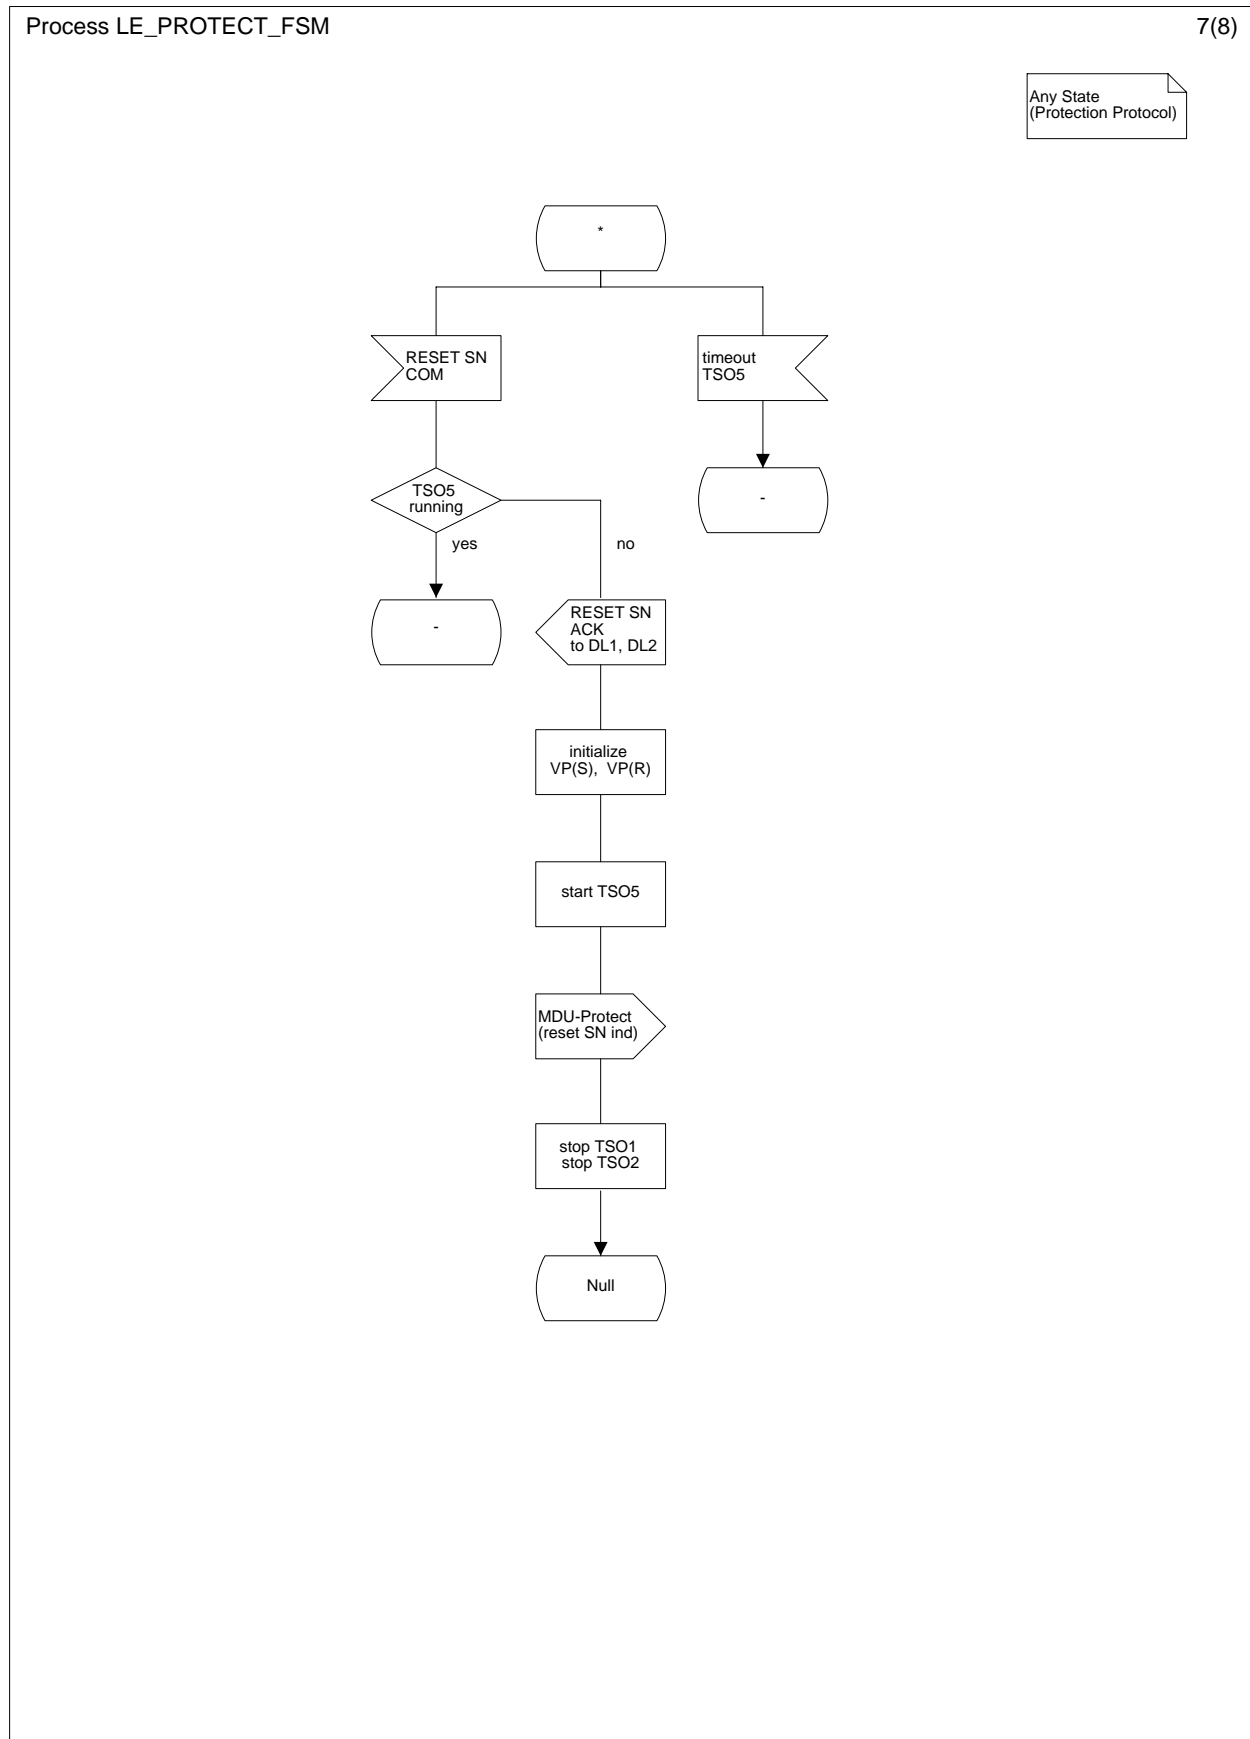 Process LE_PROTECT_FSM
7(8)
Any State
(Protection Protocol)
*
RESET SN
COM
timeout
TSO5
TSO5
running
-
yes
no
-
RESET SN
ACK
to DL1, DL2
initialize
VP(S), VP(R)
start TSO5
MDU-Protect
(reset SN ind)
stop TSO1
stop TSO2
Null